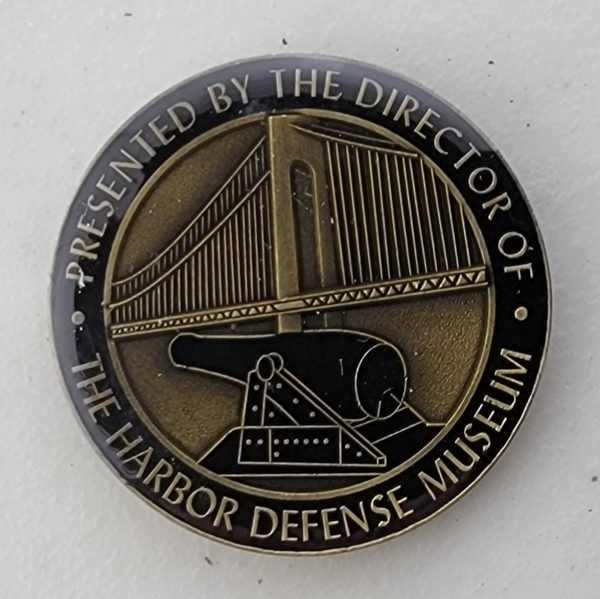 PRESENTED BY THE DIRECTOR OF
THE HARBOR DEFENSE MUSEUM